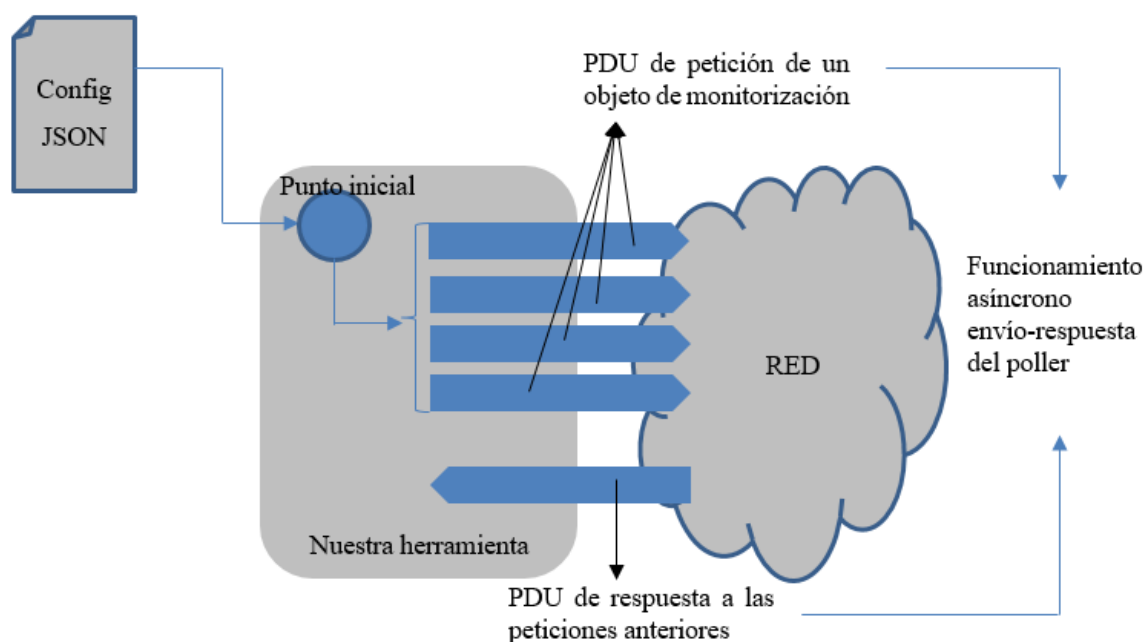 Config
JSON
PDU de petición de un
objeto de monitorización
Punto inicial
Funcionamiento
asíncrono
envío-respuesta
del poller
RED
Nuestra herramienta
PDU de respuesta a las
peticiones anteriores